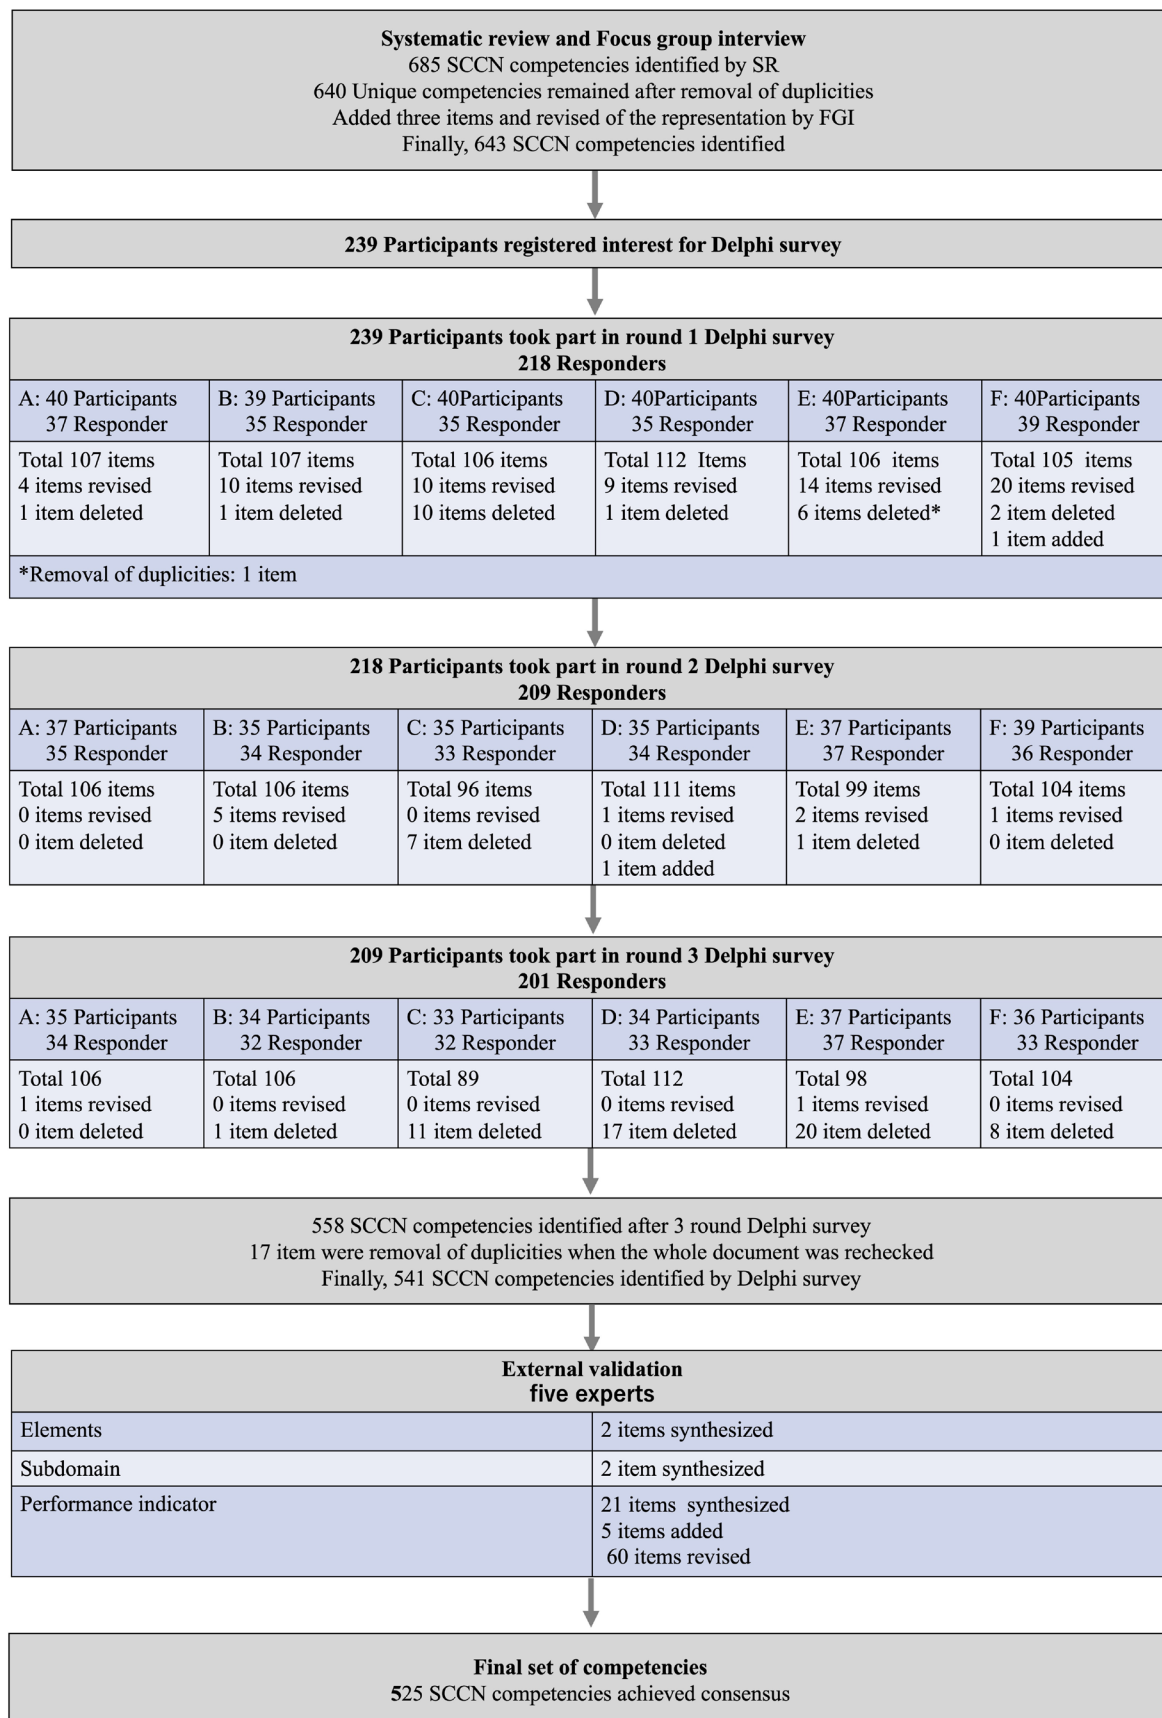 Systematic review and Focus group interview
685 SCCN competencies identified by SR
640 Unique competencies remained after removal of duplicities
Added three items and revised of the representation by FGI
Finally, 643 SCCN competencies identified
239 Participants registered interest for Delphi survey
239 Participants took part in round 1 Delphi survey
218 Responders
A: 40 Participants
37 Responder
B: 39 Participants
35 Responder
C: 40Participants
35 Responder
D: 40Participants
35 Responder
E: 40Participants
37 Responder
F: 40Participants
39 Responder
Total 107 items
4 items revised
1 item deleted
Total 107 items
10 items revised
1 item deleted
Total 106 items
10 items revised
10 items deleted
Total 112 Items
9 items revised
1 item deleted
Total 106 items
14 items revised
6 items deleted*
Total 105 items
20 items revised
2 item deleted
1 item added
*Removal of duplicities: 1 item
218 Participants took part in round 2 Delphi survey
209 Responders
A: 37 Participants
35 Responder
B: 35 Participants
34 Responder
C: 35 Participants
33 Responder
D: 35 Participants
34 Responder
E: 37 Participants
37 Responder
F: 39 Participants
36 Responder
Total 106 items
0 items revised
0 item deleted
Total 106 items
5 items revised
0 item deleted
Total 96 items
0 items revised
7 item deleted
Total 111 items
1 items revised
0 item deleted
1 item added
Total 99 items
2 items revised
1 item deleted
Total 104 items
1 items revised
0 item deleted
209 Participants took part in round 3 Delphi survey
201 Responders
A: 35 Participants
34 Responder
B: 34 Participants
32 Responder
C: 33 Participants
32 Responder
D: 34 Participants
33 Responder
E: 37 Participants
37 Responder
F: 36 Participants
33 Responder
Total 106
1 items revised
0 item deleted
Total 106
0 items revised
1 item deleted
Total 89
0 items revised
11 item deleted
Total 112
0 items revised
17 item deleted
Total 98
1 items revised
20 item deleted
Total 104
0 items revised
8 item deleted
558 SCCN competencies identified after 3 round Delphi survey
17 item were removal of duplicities when the whole document was rechecked
Finally, 541 SCCN competencies identified by Delphi survey
External validation
five experts
Elements
2 items synthesized
Subdomain
2 item synthesized
Performance indicator
21 items synthesized
5 items added
60 items revised
Final set of competencies
525 SCCN competencies achieved consensus